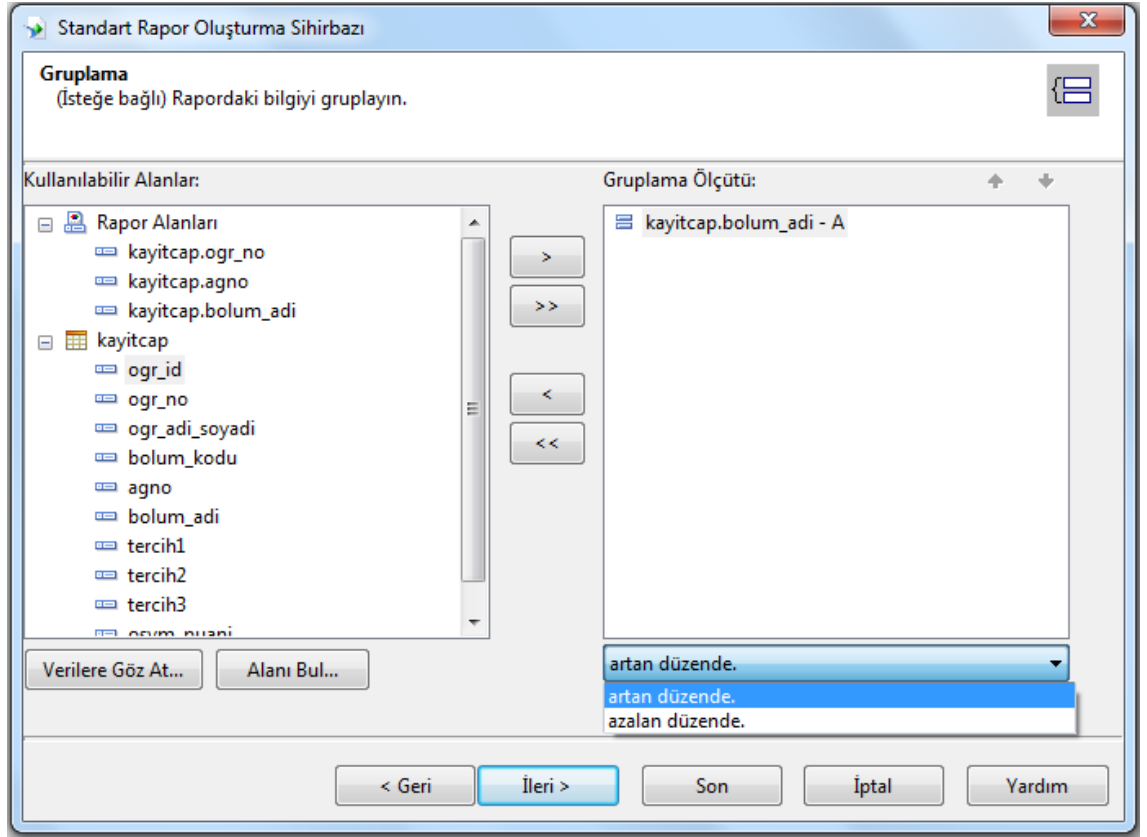 Standart Rapor Oluşturma Sihirbazı
Gruplama
(İsteğe bağlı) Rapordaki bilgiyi gruplayın.
Kullanılabilir Alanlar:
Rapor Alanları
kayitcap.ogr_no
kayitcap.agno
kayitcap.bolum_adi
kayitcap
ogr_id
ogr_no
ogr_adi_soyadi
bolum_kodu
agno
bolum_adi
tercih1
tercih2
tercih3
osym_puani
Verilere Göz At...
Alanı Bul...
>
>>
<
<<
Gruplama Ölçütü:
kayitcap.bolum_adi - A
artan düzende.
artan düzende.
azalan düzende.
< Geri
İleri >
Son
İptal
Yardım